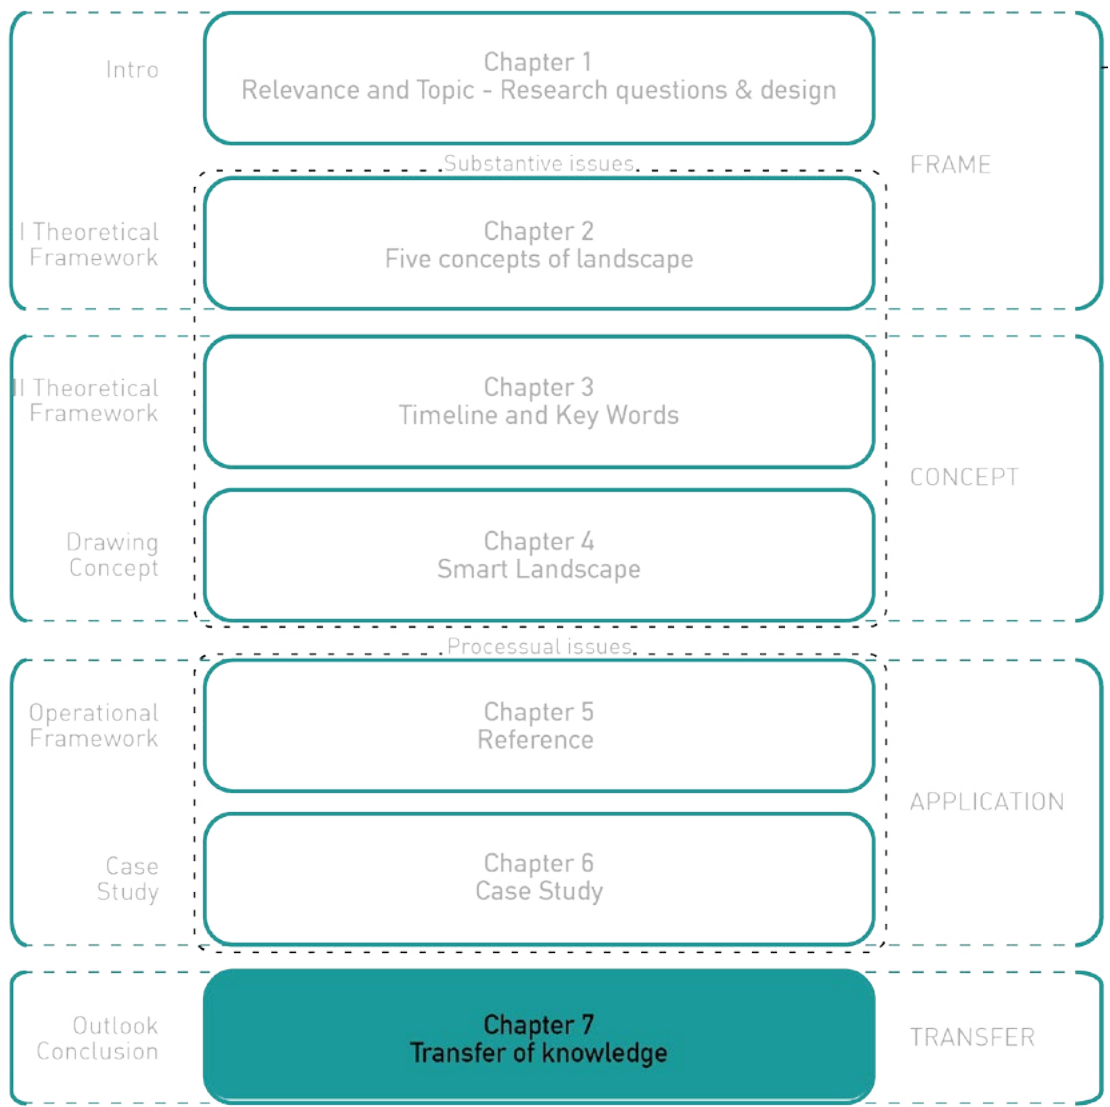 Intro
Chapter 1
Relevance and Topic - Research questions & design
Substantive issues
FRAME
I Theoretical
Framework
Chapter 2
Five concepts of landscape
II Theoretical
Framework
Chapter 3
Timeline and Key Words
CONCEPT
Drawing
Concept
Chapter 4
Smart Landscape
Processual issues
Operational
Framework
Chapter 5
Reference
APPLICATION
Case
Study
Chapter 6
Case Study
Outlook
Conclusion
Chapter 7
Transfer of knowledge
TRANSFER